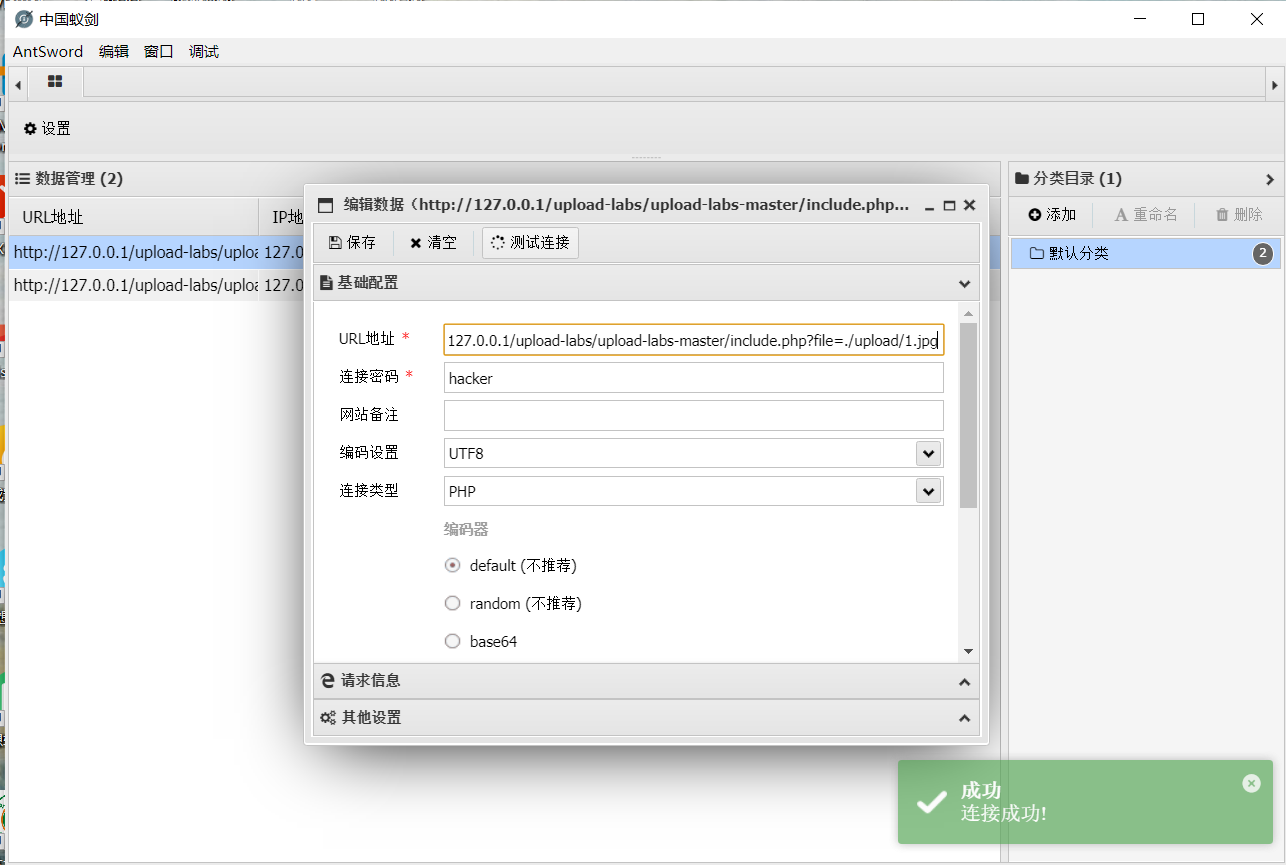 中国蚁剑
AntSword 编辑 窗口 调试
设置
数据管理 (2)
URL地址 IP地
http://127.0.0.1/upload-labs/uploa 127.0
http://127.0.0.1/upload-labs/uploa 127.0
编辑数据 (http://127.0.0.1/upload-labs/upload-labs-master/include.php...
保存 清空 测试连接
基础配置
URL地址 * 127.0.0.1/upload-labs/upload-labs-master/include.php?file=./upload/1.jpg
连接密码 * hacker
网站备注
编码设置 UTF8
连接类型 PHP
编码器
default (不推荐)
random (不推荐)
base64
请求信息
其他设置
分类目录 (1)
添加 重命名 删除
默认分类 2
成功
连接成功!